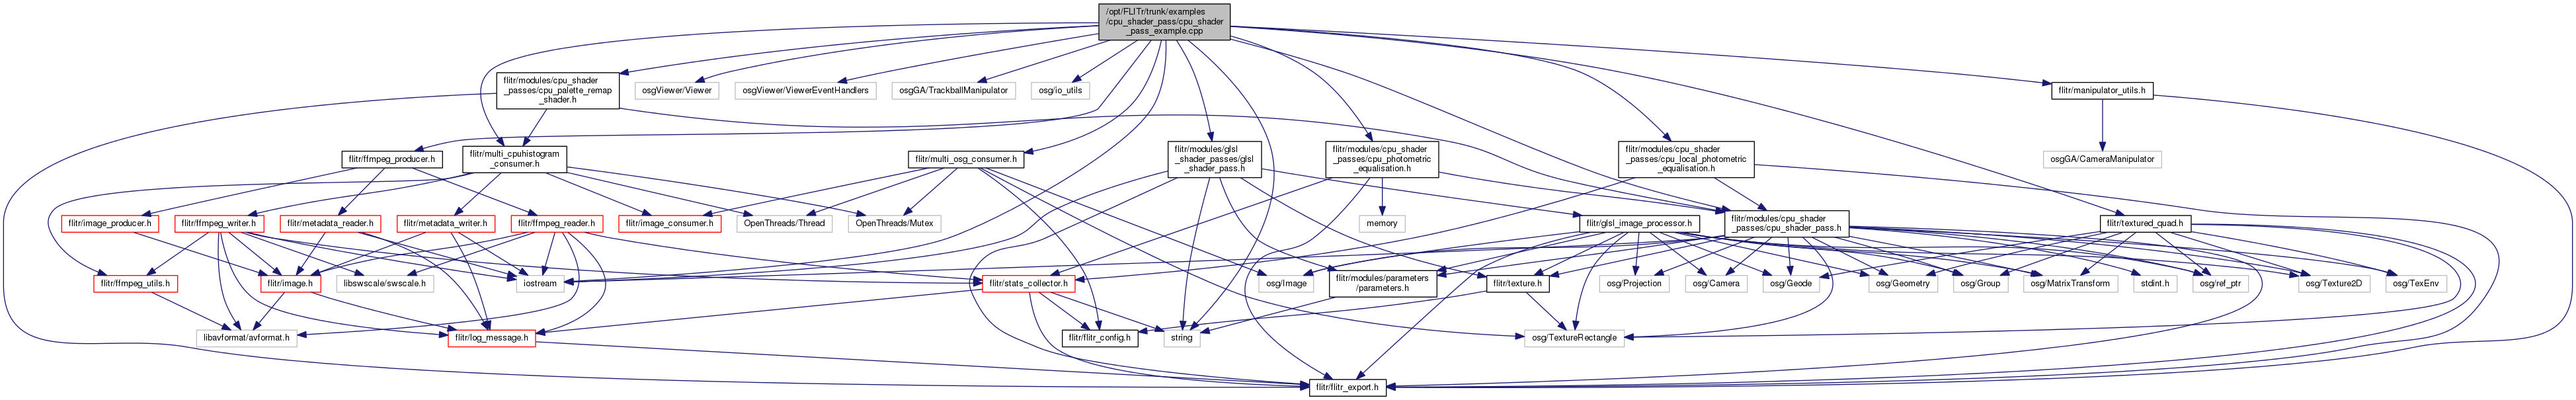 /opt/FLITr/trunk/examples
/cpu_shader_pass/cpu_shader
_pass_example.cpp
flitr/modules/cpu_shader
_passes/cpu_palette_remap
_shader.h
osgViewer/Viewer
osgViewer/ViewerEventHandlers
osgGA/TrackballManipulator
osg/io_utils
flitr/manipulator_utils.h
flitr/ffmpeg_producer.h
flitr/multi_cpuhistogram
_consumer.h
flitr/multi_osg_consumer.h
flitr/modules/glsl
_shader_passes/glsl
_shader_pass.h
flitr/modules/cpu_shader
_passes/cpu_photometric
_equalisation.h
flitr/modules/cpu_shader
_passes/cpu_local_photometric
_equalisation.h
osgGA/CameraManipulator
flitr/image_producer.h
flitr/ffmpeg_writer.h
flitr/metadata_reader.h
flitr/metadata_writer.h
flitr/ffmpeg_reader.h
flitr/image_consumer.h
OpenThreads/Thread
OpenThreads/Mutex
memory
flitr/glsl_image_processor.h
flitr/modules/cpu_shader
_passes/cpu_shader_pass.h
flitr/textured_quad.h
flitr/ffmpeg_utils.h
flitr/image.h
libswscale/swscale.h
iostream
flitr/stats_collector.h
osg/Image
flitr/modules/parameters
/parameters.h
flitr/texture.h
osg/Projection
osg/Camera
osg/Geode
osg/Geometry
osg/Group
osg/MatrixTransform
stdint.h
osg/ref_ptr
osg/Texture2D
osg/TexEnv
libavformat/avformat.h
flitr/log_message.h
flitr/flitr_config.h
string
osg/TextureRectangle
flitr/flitr_export.h